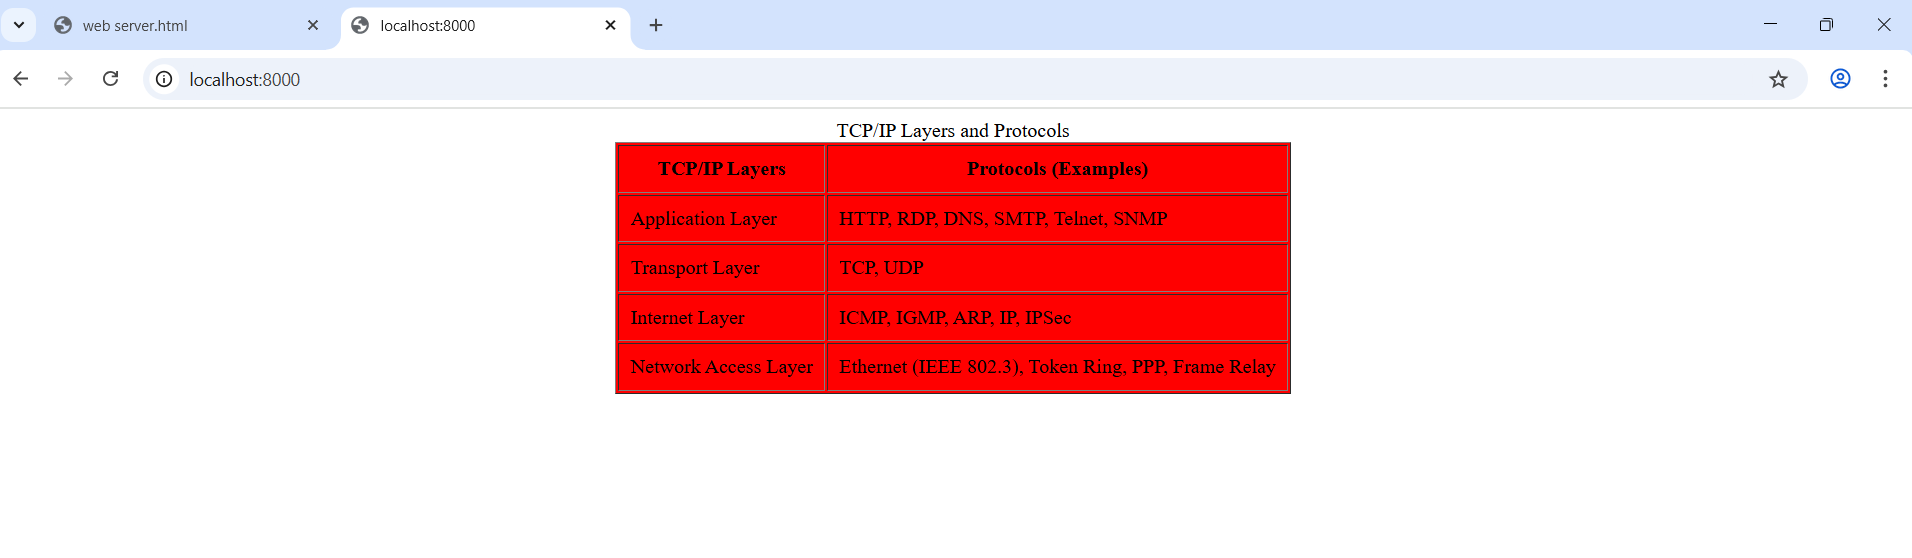 web server.html
localhost:8000
localhost:8000
TCP/IP Layers and Protocols
TCP/IP Layers Protocols (Examples)
Application Layer HTTP, RDP, DNS, SMTP, Telnet, SNMP
Transport Layer TCP, UDP
Internet Layer ICMP, IGMP, ARP, IP, IPSec
Network Access Layer Ethernet (IEEE 802.3), Token Ring, PPP, Frame Relay